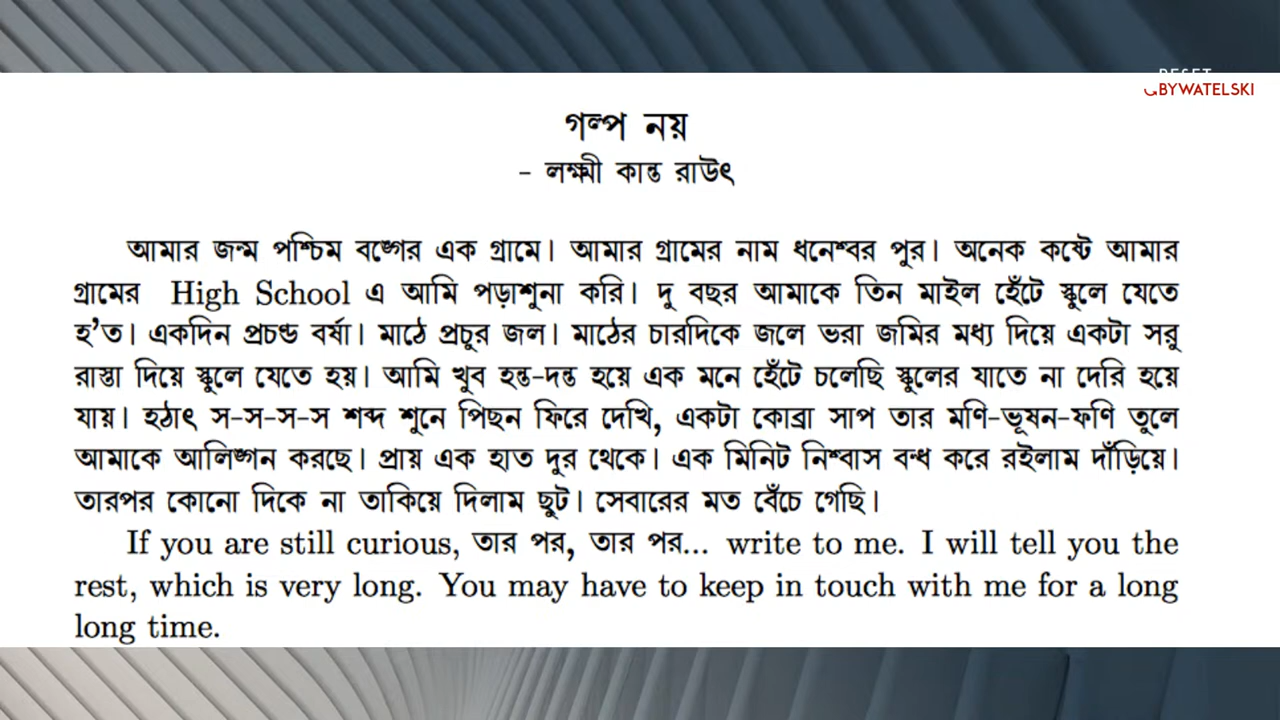 RESET
OBYWATELSKI
গল্প নয়
- লক্ষ্মী কান্ত রাউৎ
আমার জন্ম পশ্চিম বঙ্গের এক গ্রামে। আমার গ্রামের নাম ধনেশ্বর পুর। অনেক কষ্টে আমার
গ্রামের High School এ আমি পড়াশুনা করি। দু বছর আমাকে তিন মাইল হেঁটে স্কুলে যেতে
হ'ত। একদিন প্রচন্ড বর্ষা। মাঠে প্রচুর জল। মাঠের চারদিকে জলে ভরা জমির মধ্য দিয়ে একটা সরু
রাস্তা দিয়ে স্কুলে যেতে হয়। আমি খুব হন্ত-দন্ত হয়ে এক মনে হেঁটে চলেছি স্কুলের যাতে না দেরি হয়ে
যায়। হঠাৎ স-স-স-স শব্দ শুনে পিছন ফিরে দেখি, একটা কোব্রা সাপ তার মণি-ভূষন-ফণি তুলে
আমাকে আলিঙ্গন করছে। প্রায় এক হাত দুর থেকে। এক মিনিট নিশ্বাস বন্ধ করে রইলাম দাঁড়িয়ে।
তারপর কোনো দিকে না তাকিয়ে দিলাম ছুট। সেবারের মত বেঁচে গেছি।
If you are still curious, তার পর, তার পর... write to me. I will tell you the
rest, which is very long. You may have to keep in touch with me for a long
long time.